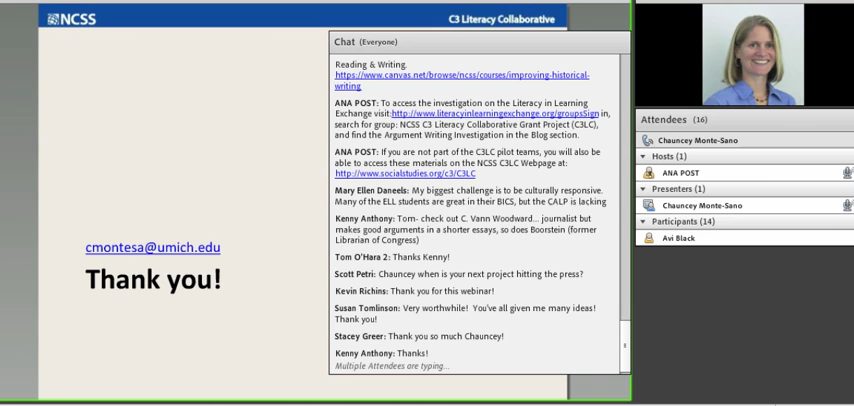 NCSS
C3 Literacy Collaborative
cmontesa@umich.edu
Thank you!
Chat (Everyone)
Reading & Writing.
https://www.canvas.net/browse/ncss/courses/improving-historical-
writing
ANA POST: To access the investigation on the Literacy in Learning
Exchange visit:http://www.literacyinlearningexchange.org/groupsSign in,
search for group: NCSS C3 Literacy Collaborative Grant Project (C3LC),
and find the Argument Writing Investigation in the Blog section.
ANA POST: If you are not part of the C3LC pilot teams, you will also be
able to access these materials on the NCSS C3LC Webpage at:
http://www.socialstudies.org/c3/C3LC
Mary Ellen Daneels: My biggest challenge is to be culturally responsive.
Many of the ELL students are great in their BICS, but the CALP is lacking
Kenny Anthony: Tom- check out C. Vann Woodward... journalist but
makes good arguments in a shorter essays, so does Boorstein (former
Librarian of Congress)
Tom O'Hara 2: Thanks Kenny!
Scott Petri: Chauncey when is your next project hitting the press?
Kevin Richins: Thank you for this webinar!
Susan Tomlinson: Very worthwhile! You've all given me many ideas!
Thank you!
Stacey Greer: Thank you so much Chauncey!
Kenny Anthony: Thanks!
Multiple Attendees are typing...
Attendees (16)
Chauncey Monte-Sano
Hosts (1)
ANA POST
Presenters (1)
Chauncey Monte-Sano
Participants (14)
Avi Black